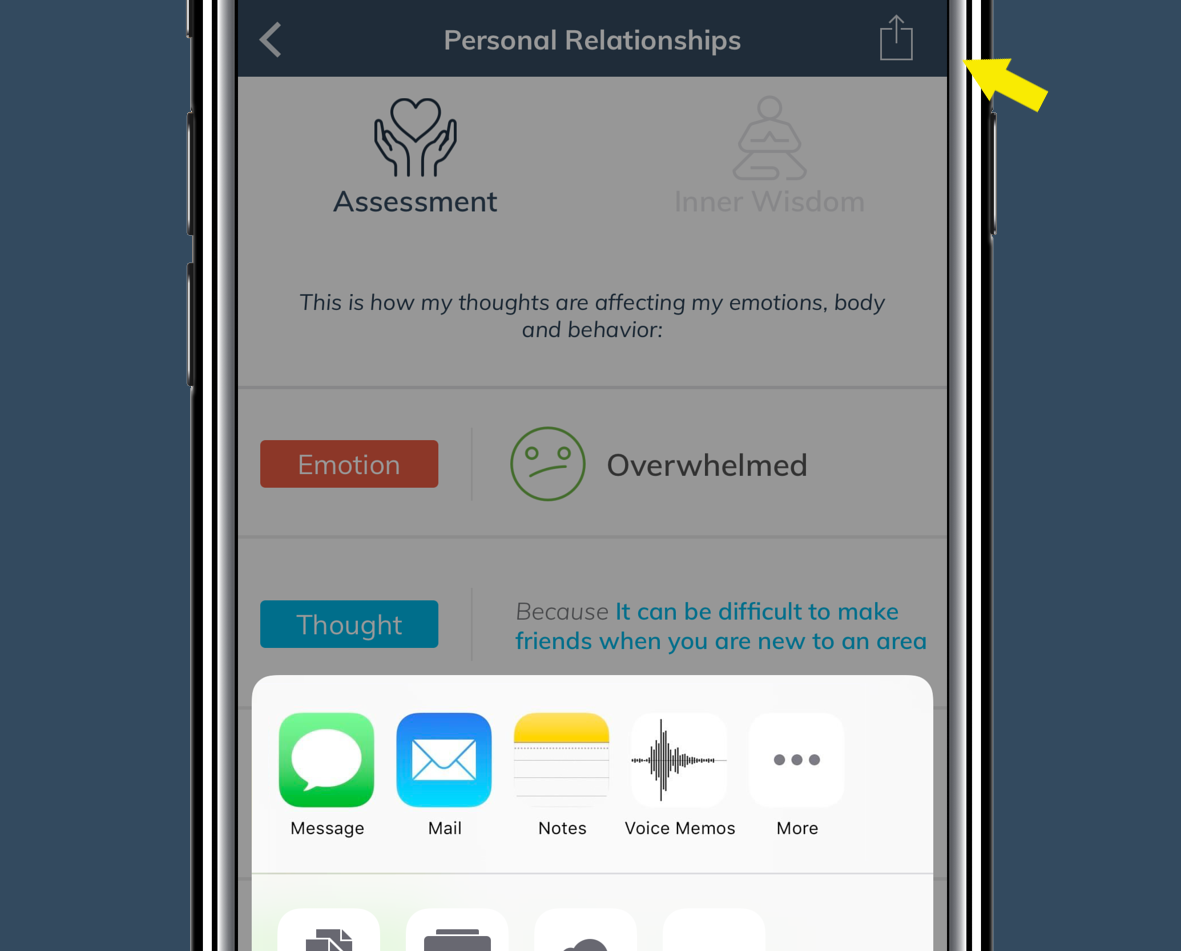 Personal Relationships
Assessment
Inner Wisdom
This is how my thoughts are affecting my emotions, body
and behavior:
Emotion
Overwhelmed
Thought
Because It can be difficult to make
friends when you are new to an area
Message
Mail
Notes
Voice Memos
More